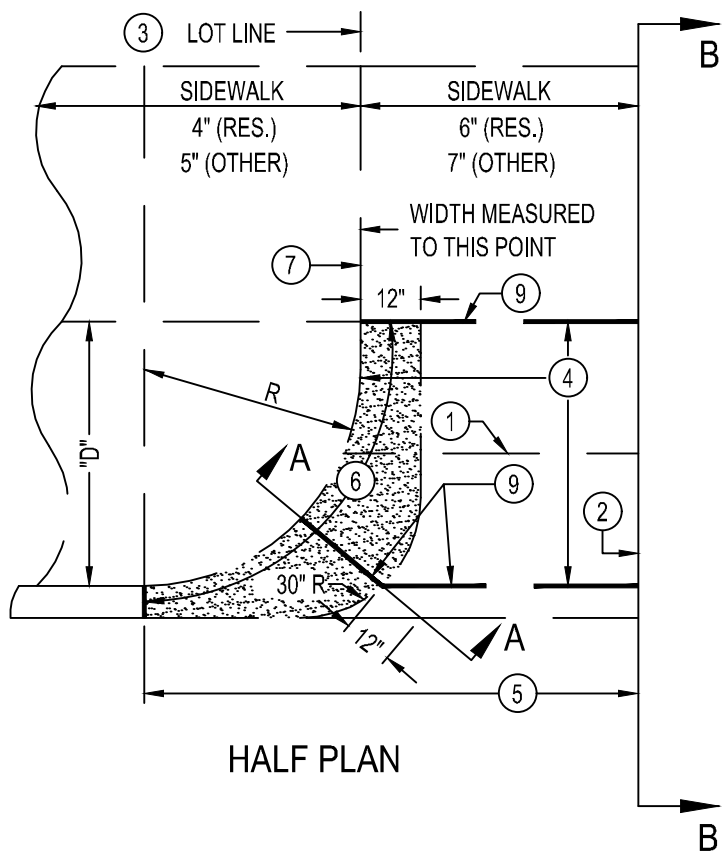 3 LOT LINE
B
SIDEWALK
4" (RES.)
5" (OTHER)
SIDEWALK
6" (RES.)
7" (OTHER)
WIDTH MEASURED
TO THIS POINT
7
12"
9
R
4
"D"
1
A
6
9
2
30" R
12"
A
5
HALF PLAN
B